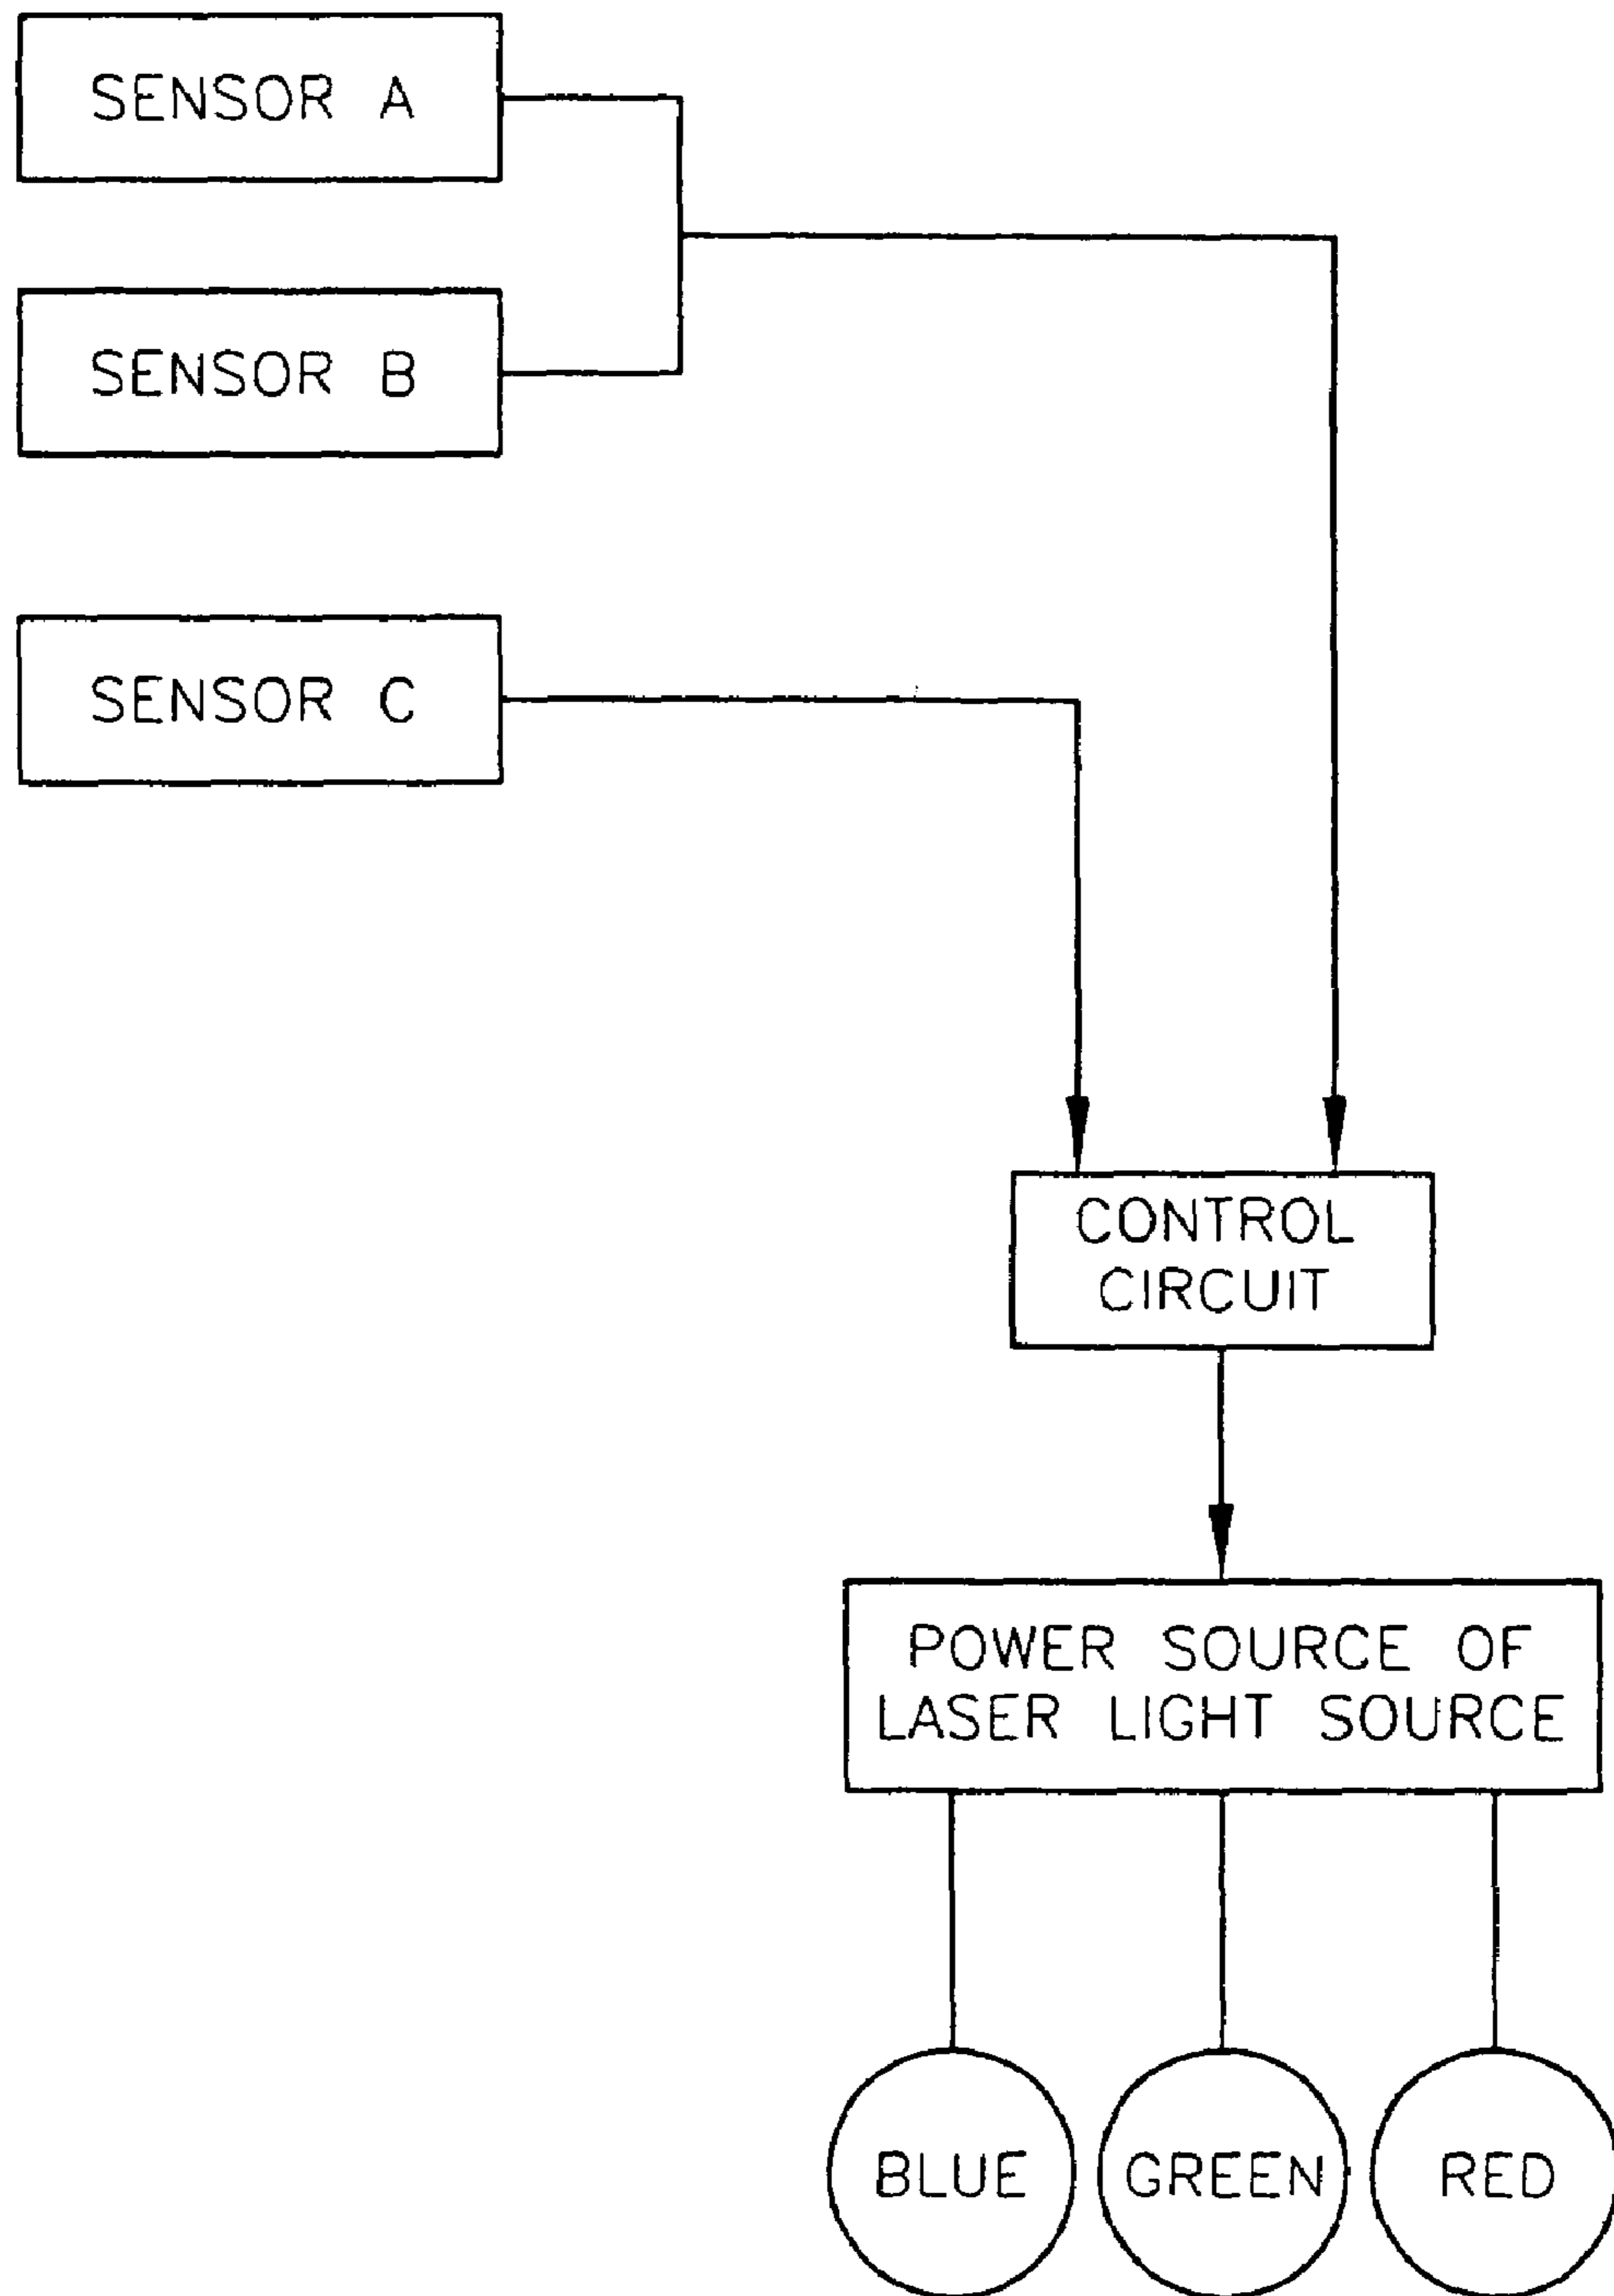 SENSOR A
SENSOR B
SENSOR C
CONTROL
CIRCUIT
POWER SOURCE OF
LASER LIGHT SOURCE
BLUE
GREEN
RED